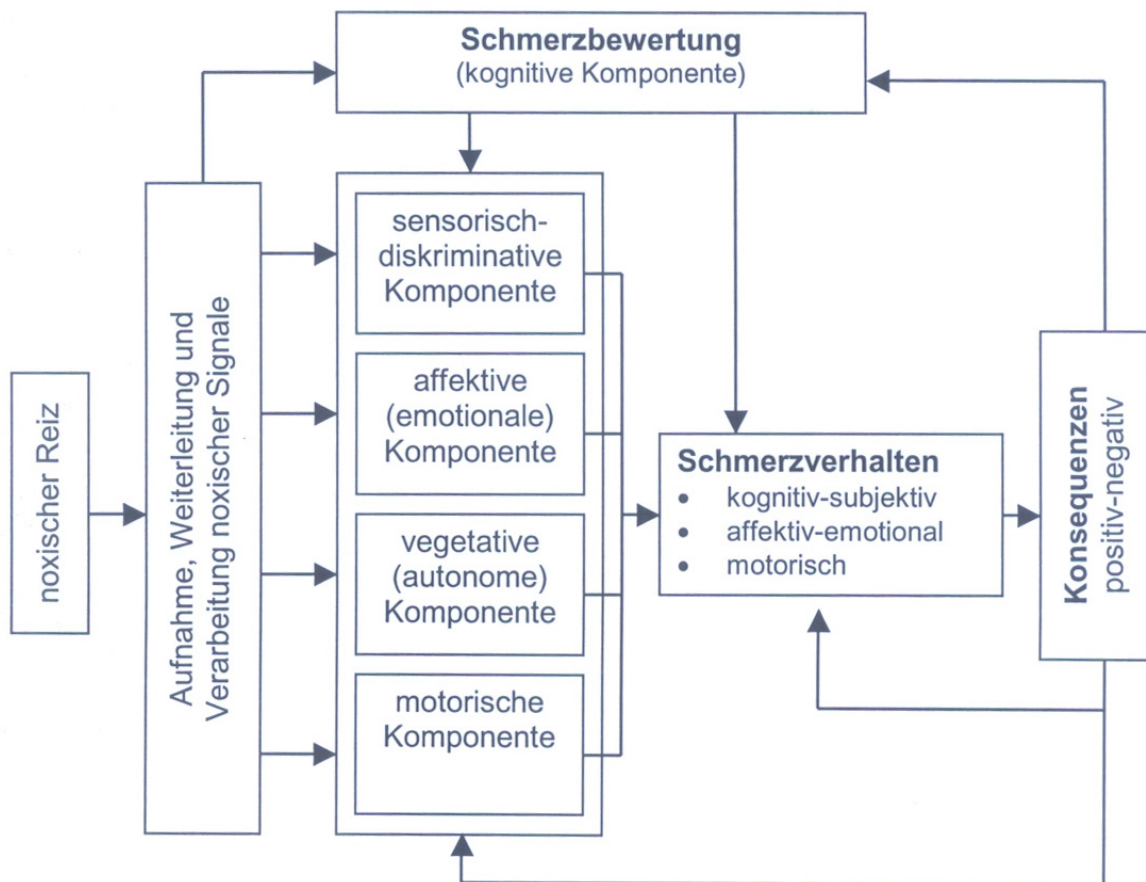 Schmerzbewertung
(kognitive Komponente)
noxischer Reiz
Aufnahme, Weiterleitung und
Verarbeitung noxischer Signale
sensorisch-
diskriminative
Komponente
affektive
(emotionale)
Komponente
vegetative
(autonome)
Komponente
motorische
Komponente
Schmerzverhalten
• kognitiv-subjektiv
• affektiv-emotional
• motorisch
Konsequenzen
positiv-negativ